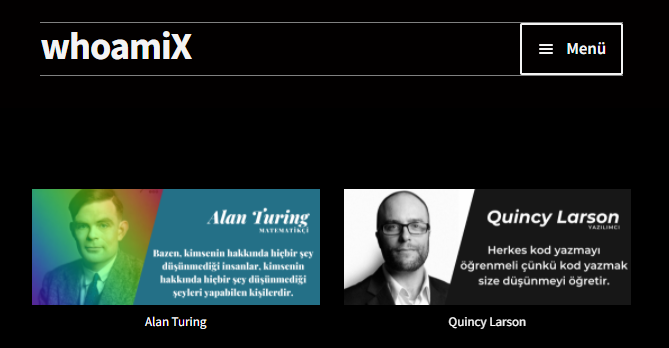 whoamiX
Menü
Alan Turing
MATEMATİKÇİ
Bazen, kimsenin hakkında hiçbir şey
düşünmediği insanlar, kimsenin
hakkında hiçbir şey düşünmediği
şeyleri yapabilen kişilerdir.
Alan Turing
Quincy Larson
YAZILIMCI
Herkes kod yazmayı
öğrenmeli çünkü kod yazmak
size düşünmeyi öğretir.
Quincy Larson